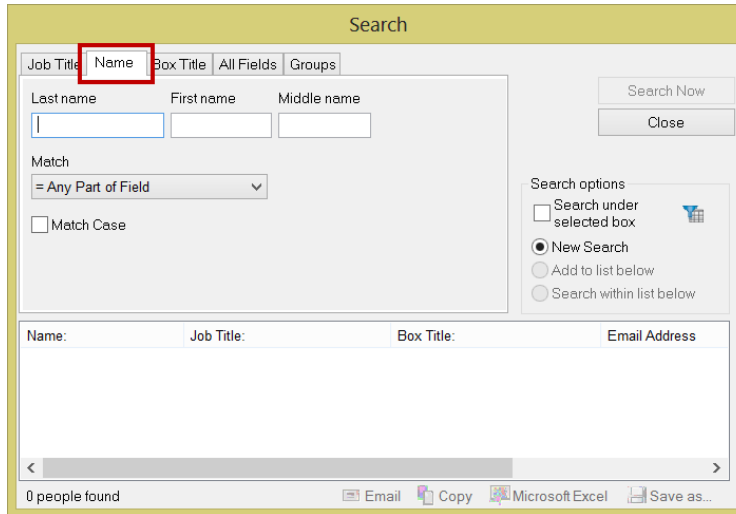 Search
Job Title Name Box Title All Fields Groups
Last name First name Middle name
Search Now
Close
Match
= Any Part of Field
Match Case
Search options
Search under
selected box
New Search
Add to list below
Search within list below
Name: Job Title: Box Title: Email Address
0 people found Email Copy Microsoft Excel Save as...